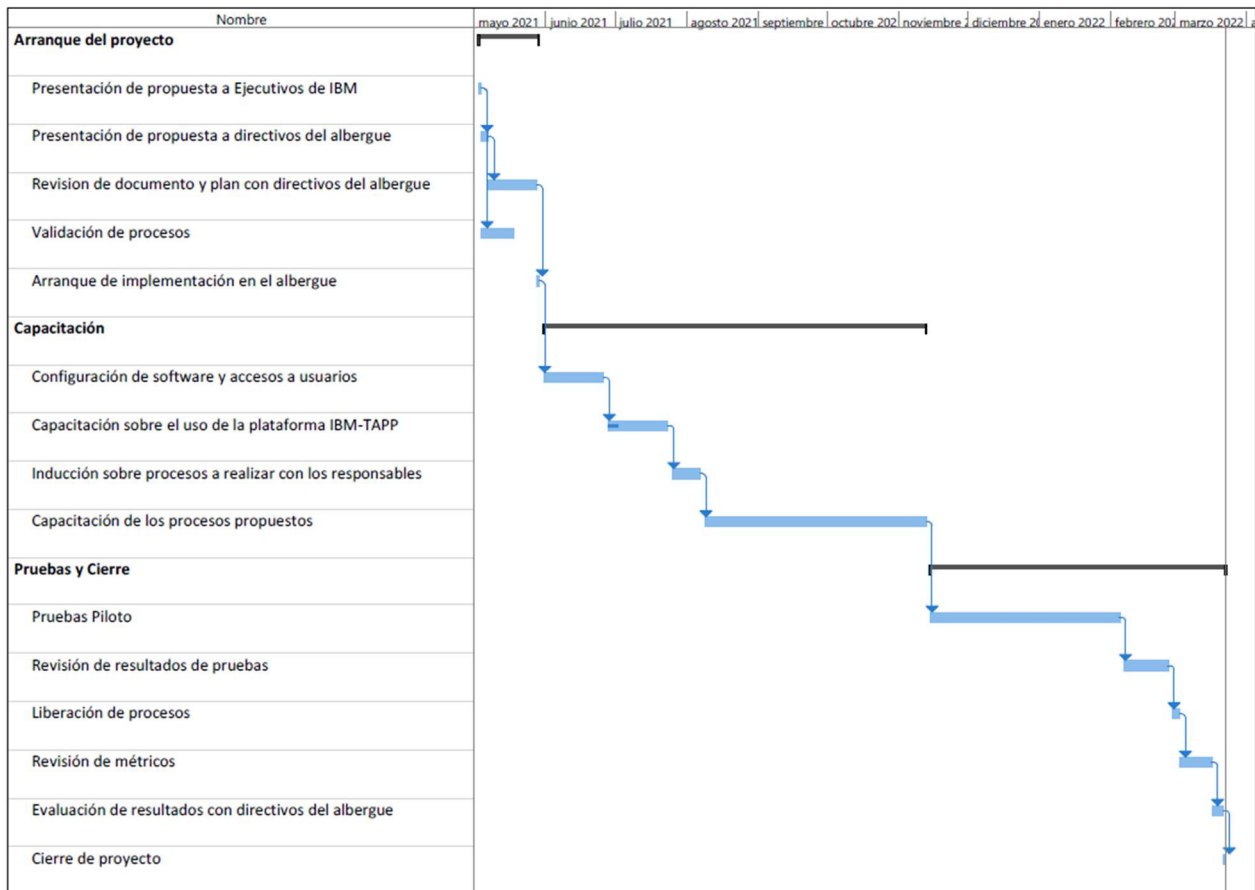 Nombre
mayo 2021 junio 2021 julio 2021 agosto 2021 septiembre octubre 202 noviembre 2 diciembre 20 enero 2022 febrero 202 marzo 2022 a
Arranque del proyecto
Presentación de propuesta a Ejecutivos de IBM
Presentación de propuesta a directivos del albergue
Revision de documento y plan con directivos del albergue
Validación de procesos
Arranque de implementación en el albergue
Capacitación
Configuración de software y accesos a usuarios
Capacitación sobre el uso de la plataforma IBM-TAPP
Inducción sobre procesos a realizar con los responsables
Capacitación de los procesos propuestos
Pruebas y Cierre
Pruebas Piloto
Revisión de resultados de pruebas
Liberación de procesos
Revisión de métricos
Evaluación de resultados con directivos del albergue
Cierre de proyecto